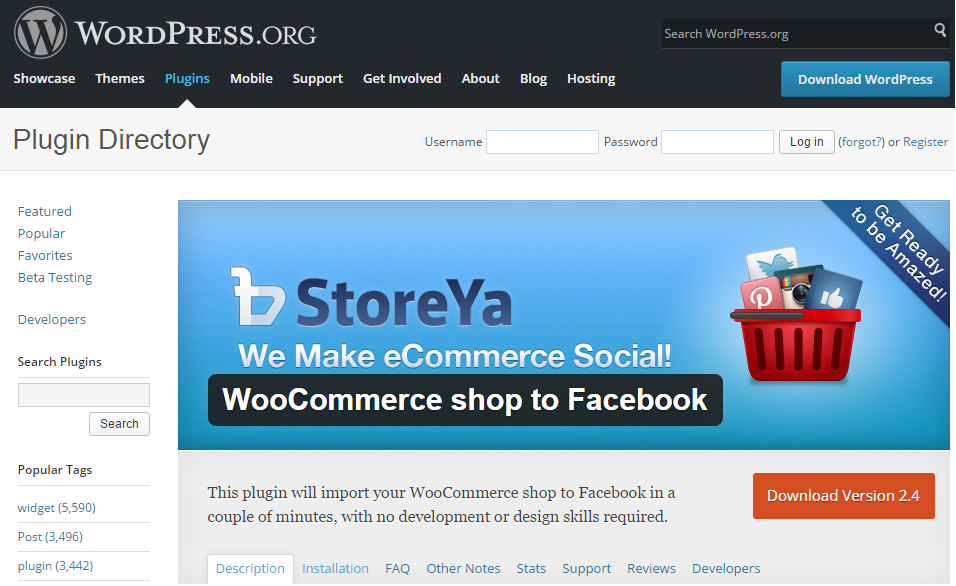 WORDPRESS.ORG
Search WordPress.org
Showcase Themes Plugins Mobile Support Get Involved About Blog Hosting
Download WordPress
Plugin Directory
Username Password Log in (forgot?) or Register
Featured
Popular
Favorites
Beta Testing
Developers
Search Plugins
Search
Popular Tags
widget (5,590)
Post (3,496)
plugin (3,442)
Get Ready
to be Amazed!
StoreYa
We Make eCommerce Social!
WooCommerce shop to Facebook
This plugin will import your WooCommerce shop to Facebook in a
couple of minutes, with no development or design skills required.
Download Version 2.4
Description Installation FAQ Other Notes Stats Support Reviews Developers